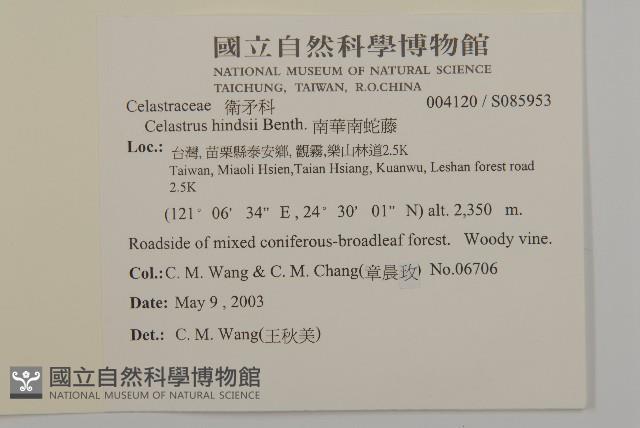 國立自然科學博物館
NATIONAL MUSEUM OF NATURAL SCIENCE
TAICHUNG, TAIWAN, R.O.CHINA
Celastraceae 衛矛科 004120 / S085953
Celastrus hindsii Benth. 南華南蛇藤
Loc.: 台灣, 苗栗縣泰安鄉, 觀霧, 樂山林道2.5K
Taiwan, Miaoli Hsien,Taian Hsiang, Kuanwu, Leshan forest road
2.5K
(121° 06' 34" E , 24° 30' 01" N) alt. 2,350 m.
Roadside of mixed coniferous-broadleaf forest. Woody vine.
Col.: C. M. Wang & C. M. Chang(章晨玫) No.06706
Date: May 9 , 2003
Det.: C. M. Wang(王秋美)
國立自然科學博物館
NATIONAL MUSEUM OF NATURAL SCIENCE